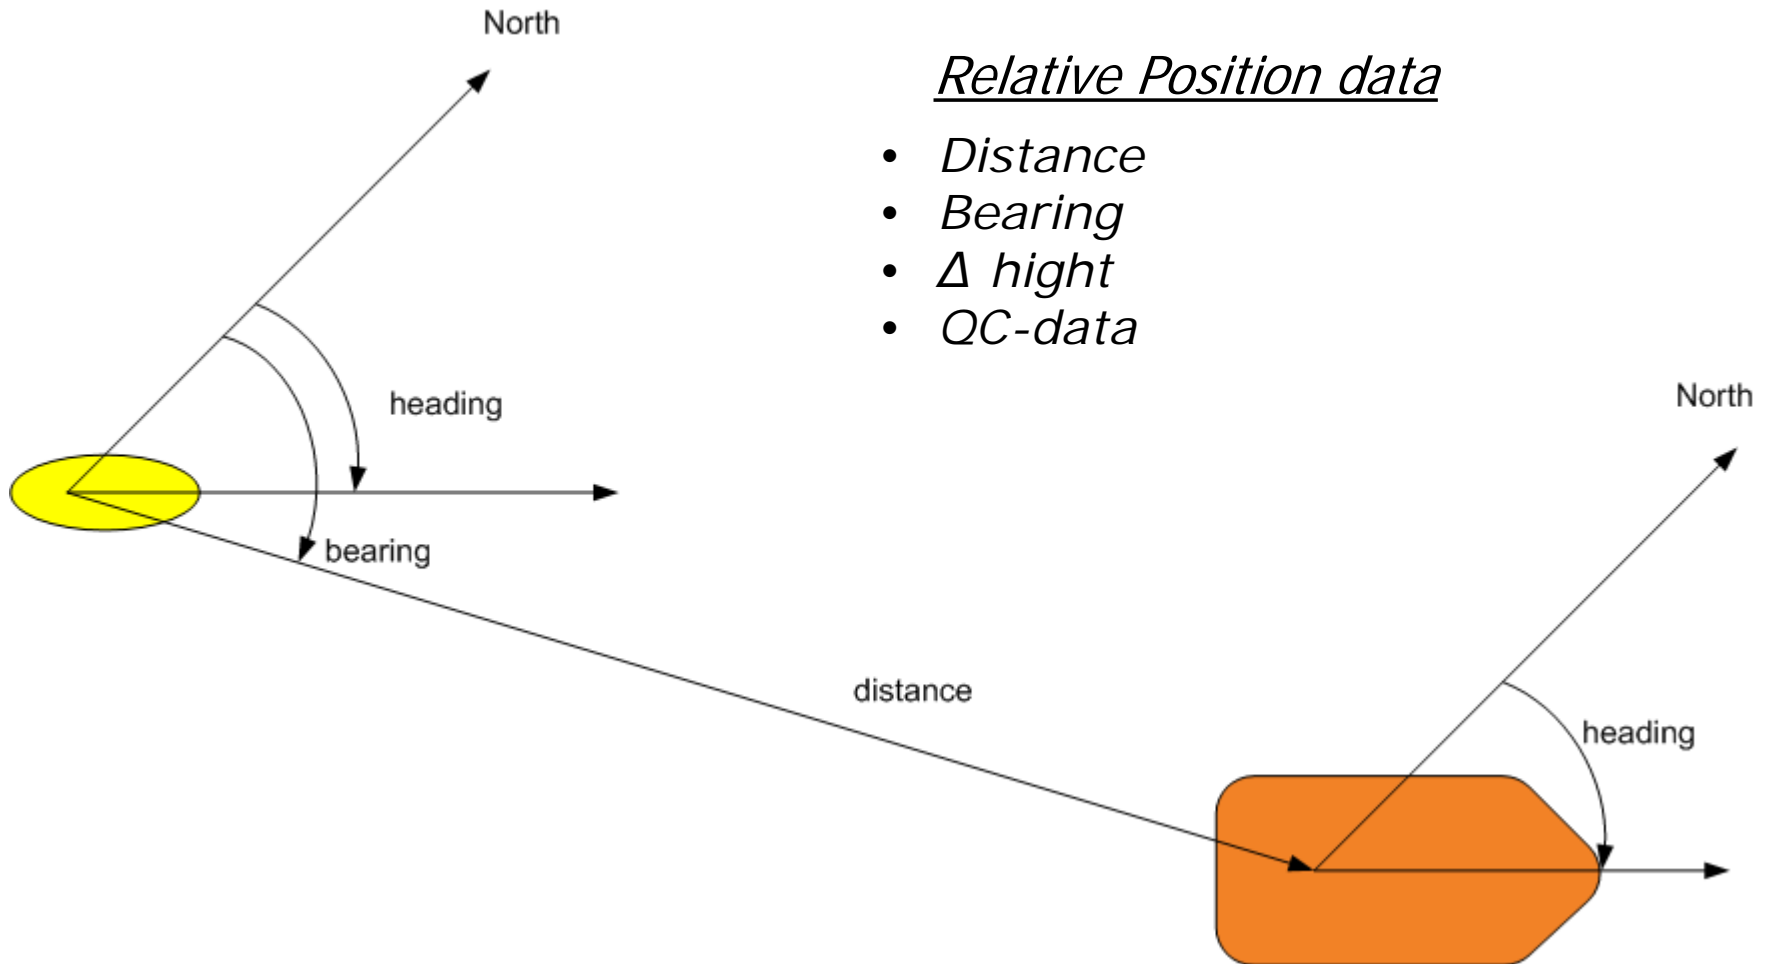 North
Relative Position data
• Distance
• Bearing
• Δ hight
• QC-data
heading
North
bearing
distance
heading